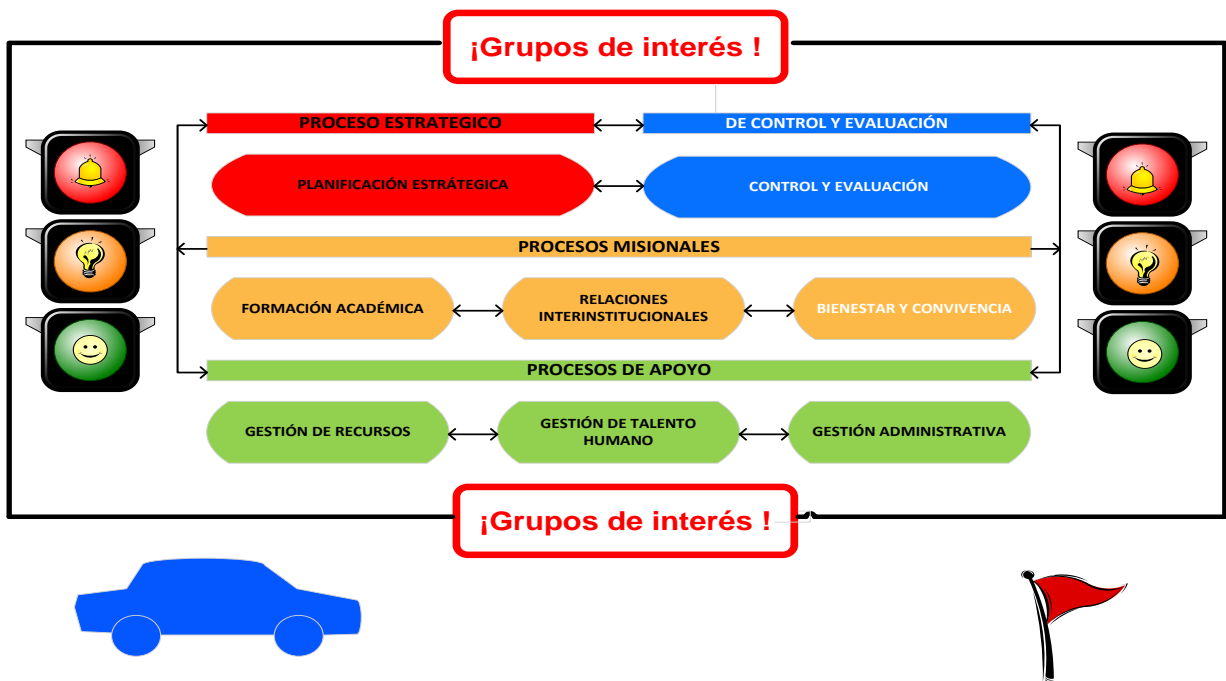 ¡Grupos de interés !
PROCESO ESTRATEGICO
DE CONTROL Y EVALUACIÓN
PLANIFICACIÓN ESTRÁTEGICA
CONTROL Y EVALUACIÓN
PROCESOS MISIONALES
FORMACIÓN ACADÉMICA
RELACIONES
INTERINSTITUCIONALES
BIENESTAR Y CONVIVENCIA
PROCESOS DE APOYO
GESTIÓN DE RECURSOS
GESTIÓN DE TALENTO
HUMANO
GESTIÓN ADMINISTRATIVA
¡Grupos de interés !